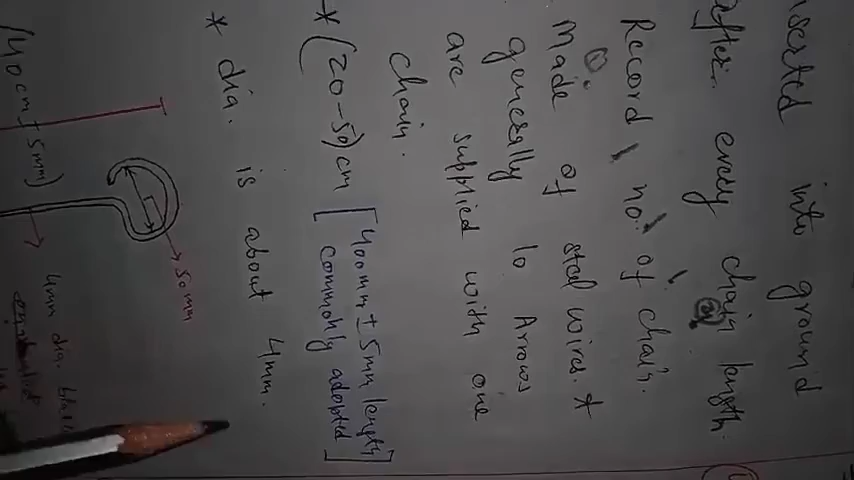 inserted into ground
after every chain length.
Record no. of chain.
Made of steel wires. *
generally 10 Arrows
are supplied with one
chain.
* (20-50) cm [400mm ± 5mm length
commonly adopted]
* dia. is about 4mm.
50mm
(40cm ± 5mm)
4mm dia.